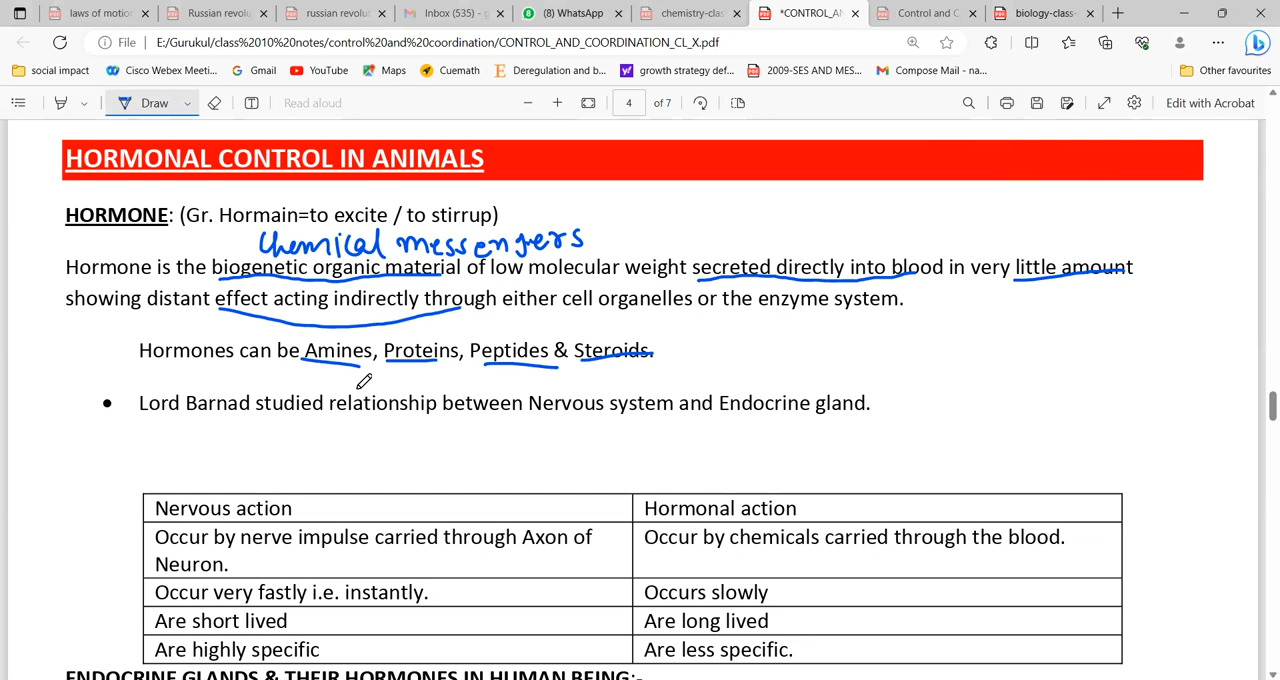 laws of motion
Russian revolu
russian revolu
Inbox (535) - g
(8) WhatsApp
chemistry-clas
*CONTROL_AN
Control and C
biology-class-
File
E:/Gurukul/class%2010%20notes/control%20and%20coordination/CONTROL_AND_COORDINATION_CL_X.pdf
social impact
Cisco Webex Meeti...
Gmail
YouTube
Maps
Cuemath
Deregulation and b...
growth strategy def...
2009-SES AND MES...
Compose Mail - na...
Other favourites
Draw
Read aloud
4 of 7
Edit with Acrobat
HORMONAL CONTROL IN ANIMALS
HORMONE: (Gr. Hormain=to excite / to stirrup)
Chemical messengers
Hormone is the biogenetic organic material of low molecular weight secreted directly into blood in very little amount
showing distant effect acting indirectly through either cell organelles or the enzyme system.
Hormones can be Amines, Proteins, Peptides & Steroids.
• Lord Barnad studied relationship between Nervous system and Endocrine gland.
Nervous action
Hormonal action
Occur by nerve impulse carried through Axon of
Neuron.
Occur by chemicals carried through the blood.
Occur very fastly i.e. instantly.
Occurs slowly
Are short lived
Are long lived
Are highly specific
Are less specific.
ENDOCRINE GLANDS & THEIR HORMONES IN HUMAN BEING:-